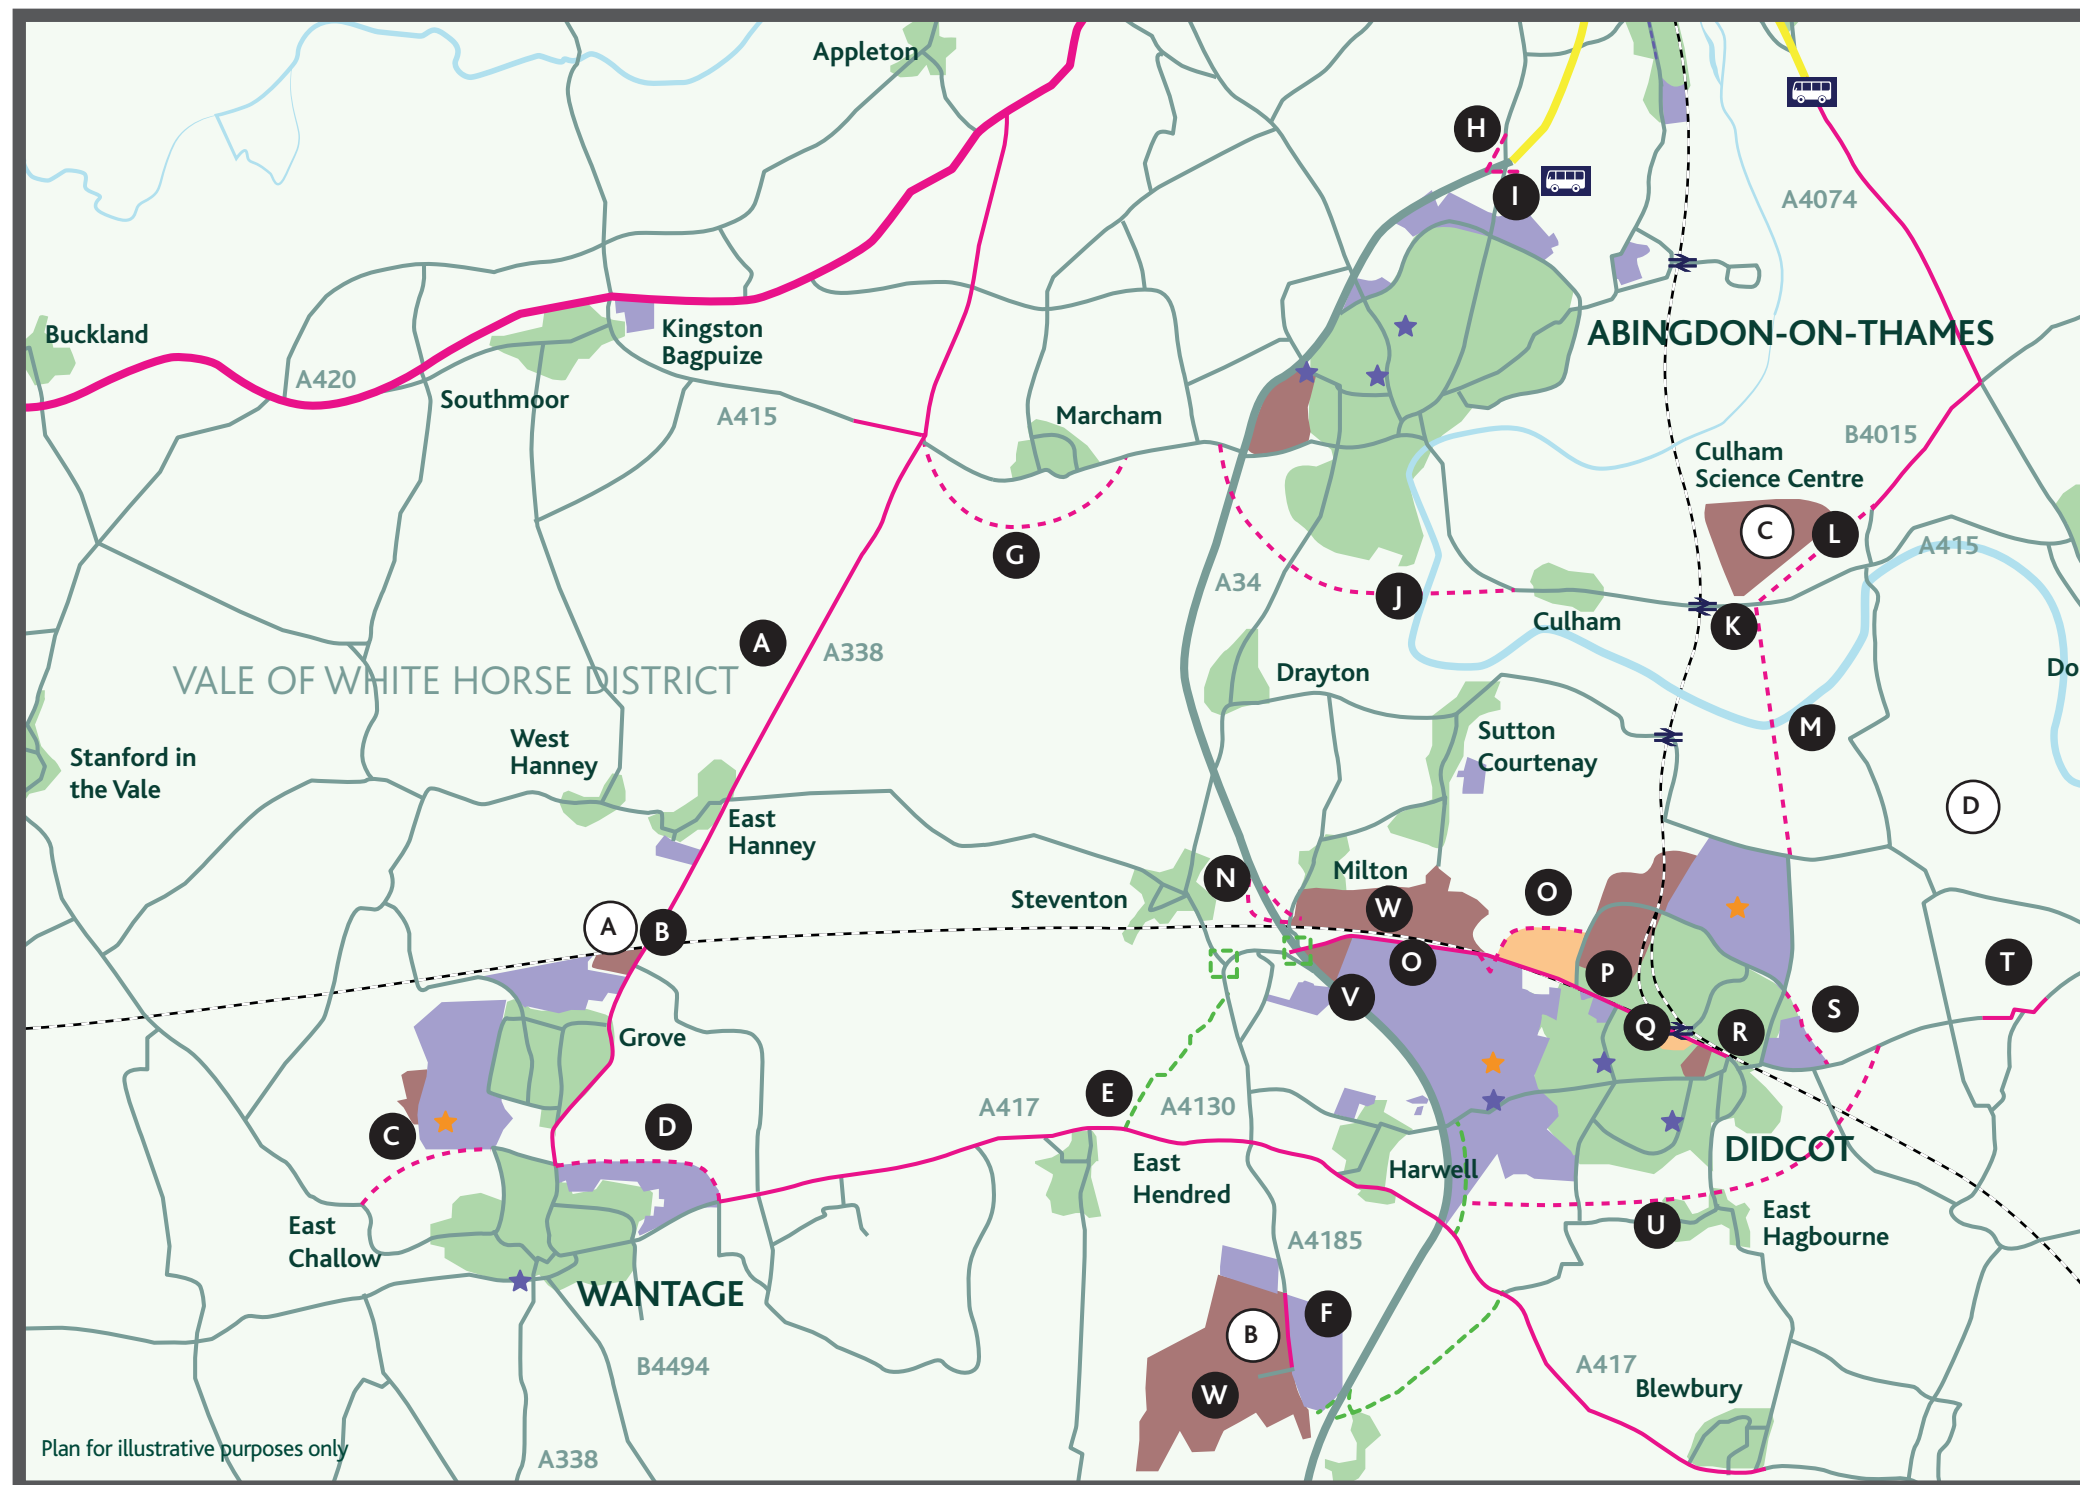 Appleton
H
I
A4074
Buckland
Kingston
Bagpuize
ABINGDON-ON-THAMES
A420
Southmoor
A415
Marcham
B4015
Culham
Science Centre
C
L
A415
G
A34
J
Culham
K
A
A338
VALE OF WHITE HORSE DISTRICT
Drayton
Do
M
Sutton
Courtenay
West
Hanney
Stanford in
the Vale
D
East
Hanney
Milton
N
Steventon
W
O
A
B
O
P
T
V
S
Q
R
Grove
E
A417
A4130
C
D
DIDCOT
East
Hendred
Harwell
East
Challow
U
East
Hagbourne
A4185
WANTAGE
F
B
B4494
W
A417
Blewbury
Plan for illustrative purposes only
A338